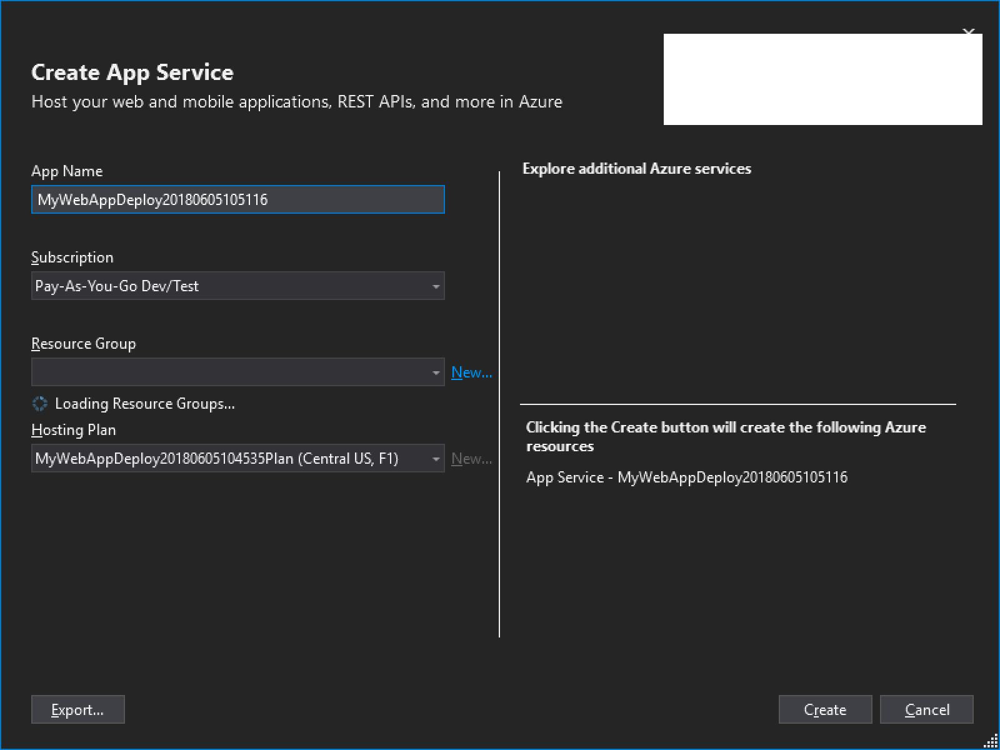 Create App Service
Host your web and mobile applications, REST APIs, and more in Azure
App Name
MyWebAppDeploy20180605105116
Subscription
Pay-As-You-Go Dev/Test
Resource Group
New...
Loading Resource Groups...
Hosting Plan
MyWebAppDeploy20180605104535Plan (Central US, F1)
New...
Explore additional Azure services
Clicking the Create button will create the following Azure
resources
App Service - MyWebAppDeploy20180605105116
Export...
Create
Cancel